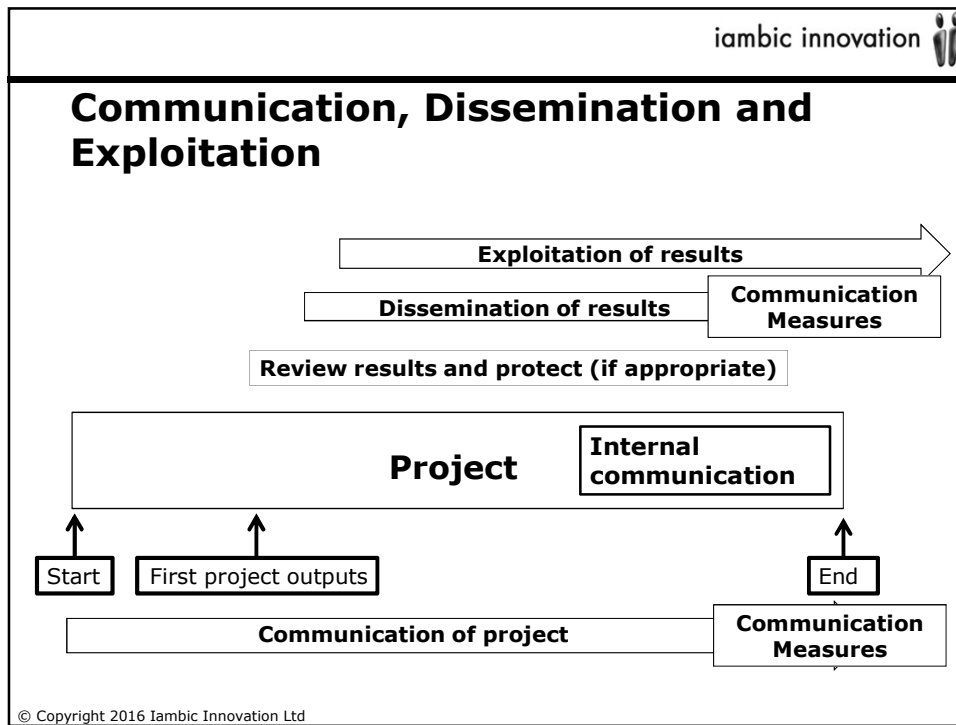 iambic innovation
Communication, Dissemination and
Exploitation
Exploitation of results
Dissemination of results
Communication
Measures
Review results and protect (if appropriate)
Project
Internal
communication
Start
First project outputs
End
Communication of project
Communication
Measures
© Copyright 2016 Iambic Innovation Ltd